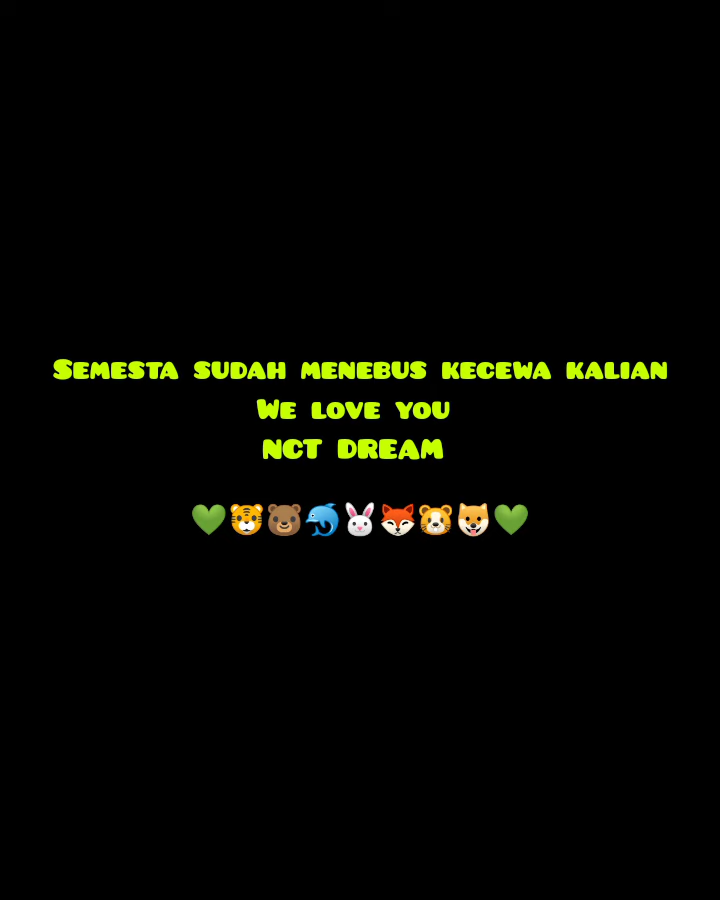 Semesta sudah menebus kecewa kalian
We love you
NCT DREAM
💚🐯🐻🐬🐰🦊🐯🐶💚